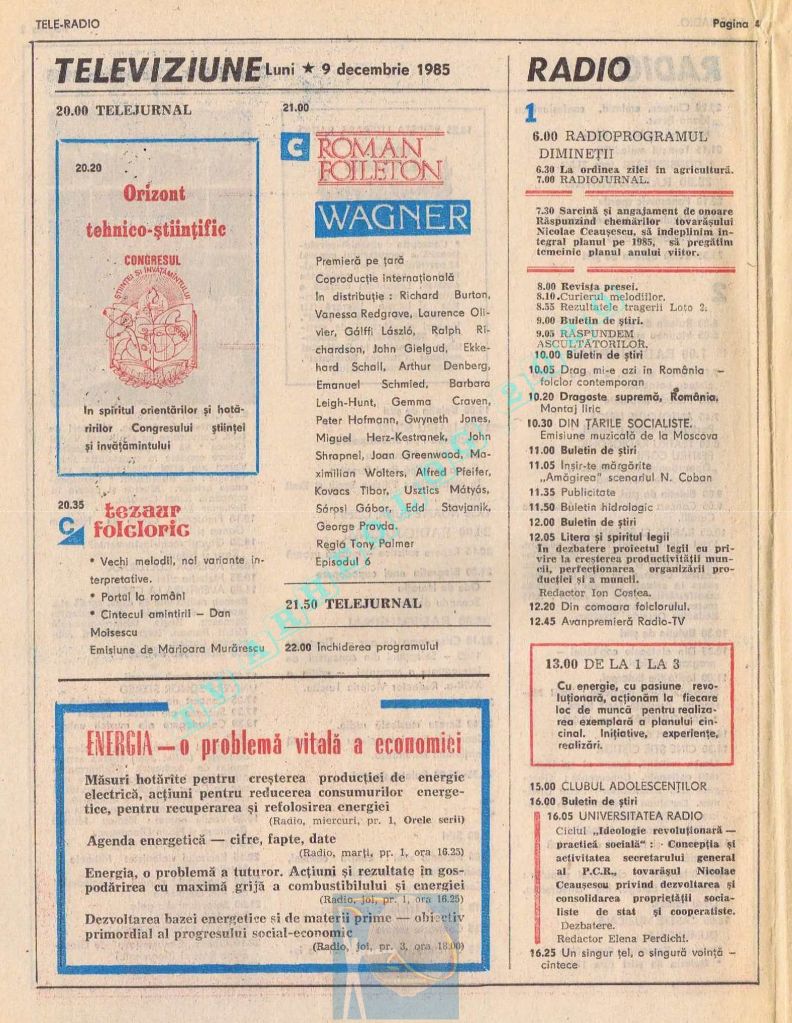 TELE-RADIO
Pagina 4
TELEVIZIUNE Luni ★ 9 decembrie 1985
20.00 TELEJURNAL
20.20
Orizont
tehnico-științific
CONGRESUL
ȘTIINȚEI ȘI ÎNVĂȚĂMÎNTULUI
In spiritul orientărilor și hotă-
rîrilor Congresului științei
și învățămintului
20.35
C
tezaur
folcloric
* Vechi melodii, noi variante in-
terpretative.
* Portal la români
* Cîntecul amintirii – Dan
Moisescu
Emisiune de Marioara Murărescu
21.00
C
ROMAN
FOILETON
WAGNER
Premieră pe țară
Coproducție internațională
In distribuție : Richard Burton,
Vanessa Redgrave, Laurence Oli-
vier, Gálffi László, Ralph Ri-
chardson, John Gielgud, Ekke-
hard Schall, Arthur Denberg,
Emanuel Schmied, Barbara
Leigh-Hunt, Gemma Craven,
Peter Hofmann, Gwyneth Jones,
Miguel Herz-Kestranek, John
Shrapnel, Joan Greenwood, Ma-
ximilian Wolters, Alfred Pfeifer,
Kovacs Tibor, Usztics Mátyás,
Sárosi Gábor, Edd Stavjanik,
George Pravda.
Regia Tony Palmer
Episodul 6
21.50 TELEJURNAL
22.00 Inchiderea programului
ENERGIA — o problemă vitală a economiei
Măsuri hotărîte pentru creșterea producției de energie
electrică, acțiuni pentru reducerea consumurilor energe-
tice, pentru recuperarea și refolosirea energiei
(Radio, miercuri, pr. 1, Orele serii)
Agenda energetică — cifre, fapte, date
(Radio, marți, pr. 1, ora 16.25)
Energia, o problemă a tuturor. Acțiuni și rezultate în gos-
podărirea cu maximă grijă a combustibilului și energiei
(Radio, joi, pr. 1, ora 16.25)
Dezvoltarea bazei energetice și de materii prime — obiectiv
primordial al progresului social-economic
(Radio, joi, pr. 3, ora 18.00)
RADIO
1
6.00 RADIOPROGRAMUL
DIMINEȚII
6.30 La ordinea zilei în agricultură.
7.00 RADIOJURNAL.
7.30 Sarcină și angajament de onoare
Răspunzind chemărilor tovarășului
Nicolae Ceaușescu, să îndeplinim in-
tegral planul pe 1985, să pregătim
temeinic planul anului viitor.
8.00 Revista presei.
8.10.Curierul melodiilor.
8.55 Rezultatele tragerii Loto 2.
9.00 Buletin de știri.
9.05 RĂSPUNDEM
ASCULTĂTORILOR.
10.00 Buletin de știri
10.05 Drag mi-e azi în România –
folclor contemporan
10.20 Dragoste supremă, România,
Montaj liric
10.30 DIN ȚARILE SOCIALISTE.
Emisiune muzicală de la Moscova
11.00 Buletin de știri
11.05 Inșir-te mărgărite
„Amăgirea" scenariul N. Coban
11.35 Publicitate
11.50 Buletin hidrologic
12.00 Buletin de știri
12.05 Litera și spiritul legii
In dezbatere proiectul legii cu pri-
vire la creșterea productivității mun-
cii, perfecționarea organizării pro-
ducției și a muncii.
Redactor Ion Costea.
12.20 Din comoara folclorului.
12.45 Avanpremieră Radio-TV
13.00 DE LA 1 LA 3
Cu energie, cu pasiune revo-
luționară, acționăm la fiecare
loc de muncă pentru realiza-
rea exemplară a planului cin-
cinal. Inițiative, experiențe,
realizări.
15.00 CLUBUL ADOLESCENȚILOR
16.00 Buletin de știri
16.05 UNIVERSITATEA RADIO
Ciclul „Ideologie revoluționară —
practică socială" : Concepția și
activitatea secretarului general
al P.C.R., tovarășul Nicolae
Ceaușescu privind dezvoltarea și
consolidarea proprietății socia-
liste de stat și cooperatiste.
Dezbatere.
Redactor Elena Perdichi.
16.25 Un singur țel, o singură voință –
cîntece